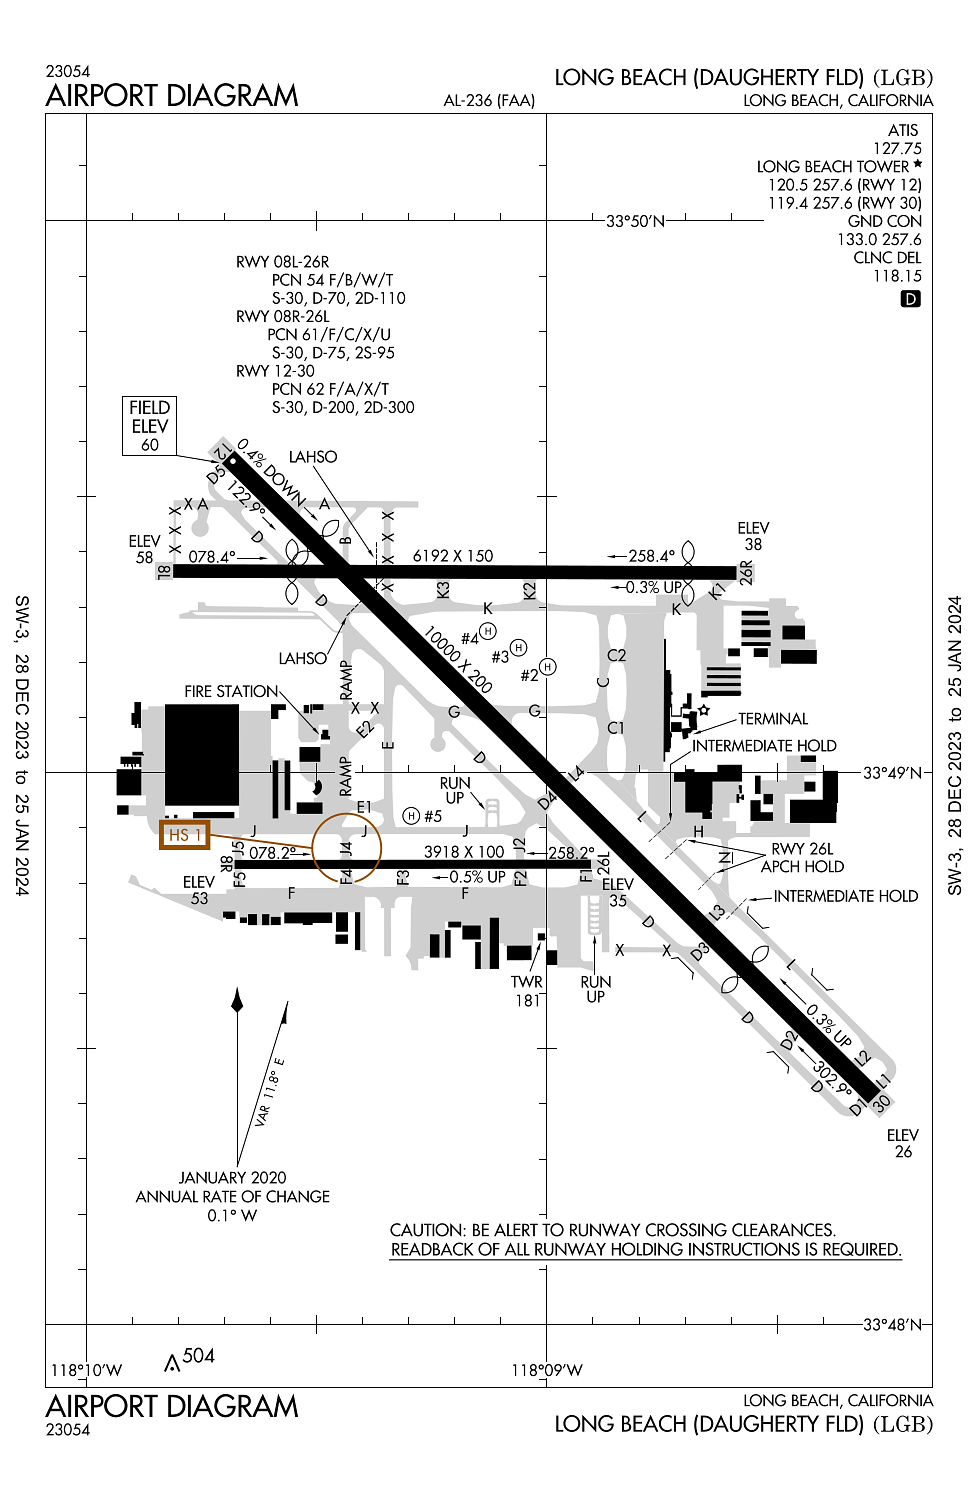 23054
AIRPORT DIAGRAM
AL-236 (FAA)
LONG BEACH (DAUGHERTY FLD) (LGB)
LONG BEACH, CALIFORNIA
ATIS
127.75
LONG BEACH TOWER ★
120.5 257.6 (RWY 12)
119.4 257.6 (RWY 30)
GND CON
133.0 257.6
CLNC DEL
118.15
D
33°50'N
RWY 08L-26R
PCN 54 F/B/W/T
S-30, D-70, 2D-110
RWY 08R-26L
PCN 61/F/C/X/U
S-30, D-75, 2S-95
RWY 12-30
PCN 62 F/A/X/T
S-30, D-200, 2D-300
FIELD
ELEV
60
12
D5
0.4% DOWN
122.9°
LAHSO
X A
A
X
X
X
D
B
X
X
X
X
ELEV
58
078.4°
8L
6192 X 150
258.4°
0.3% UP
ELEV
38
26R
K1
K3
K2
K
K
D
LAHSO
10000 X 200
#4 H
#3 H
#2 H
C2
C
C1
RAMP
FIRE STATION
X X
E2
E
G
G
D
TERMINAL
INTERMEDIATE HOLD
33°49'N
RAMP
RUN
UP
L4
D4
E1
H #5
L
H
HS 1
J
J
J
J5
J4
J2
8R
078.2°
3918 X 100
258.2°
26L
N
RWY 26L
APCH HOLD
0.5% UP
ELEV
53
F5
F4
F3
F2
F1
F
F
ELEV
35
INTERMEDIATE HOLD
L3
D
D3
X
X
TWR
181
RUN
UP
L
D
0.3% UP
D2
302.9°
L2
L1
D
D1
30
ELEV
26
VAR 11.8° E
JANUARY 2020
ANNUAL RATE OF CHANGE
0.1° W
CAUTION: BE ALERT TO RUNWAY CROSSING CLEARANCES.
READBACK OF ALL RUNWAY HOLDING INSTRUCTIONS IS REQUIRED.
33°48'N
118°10'W
504
118°09'W
AIRPORT DIAGRAM
23054
LONG BEACH, CALIFORNIA
LONG BEACH (DAUGHERTY FLD) (LGB)
SW-3, 28 DEC 2023 to 25 JAN 2024
SW-3, 28 DEC 2023 to 25 JAN 2024